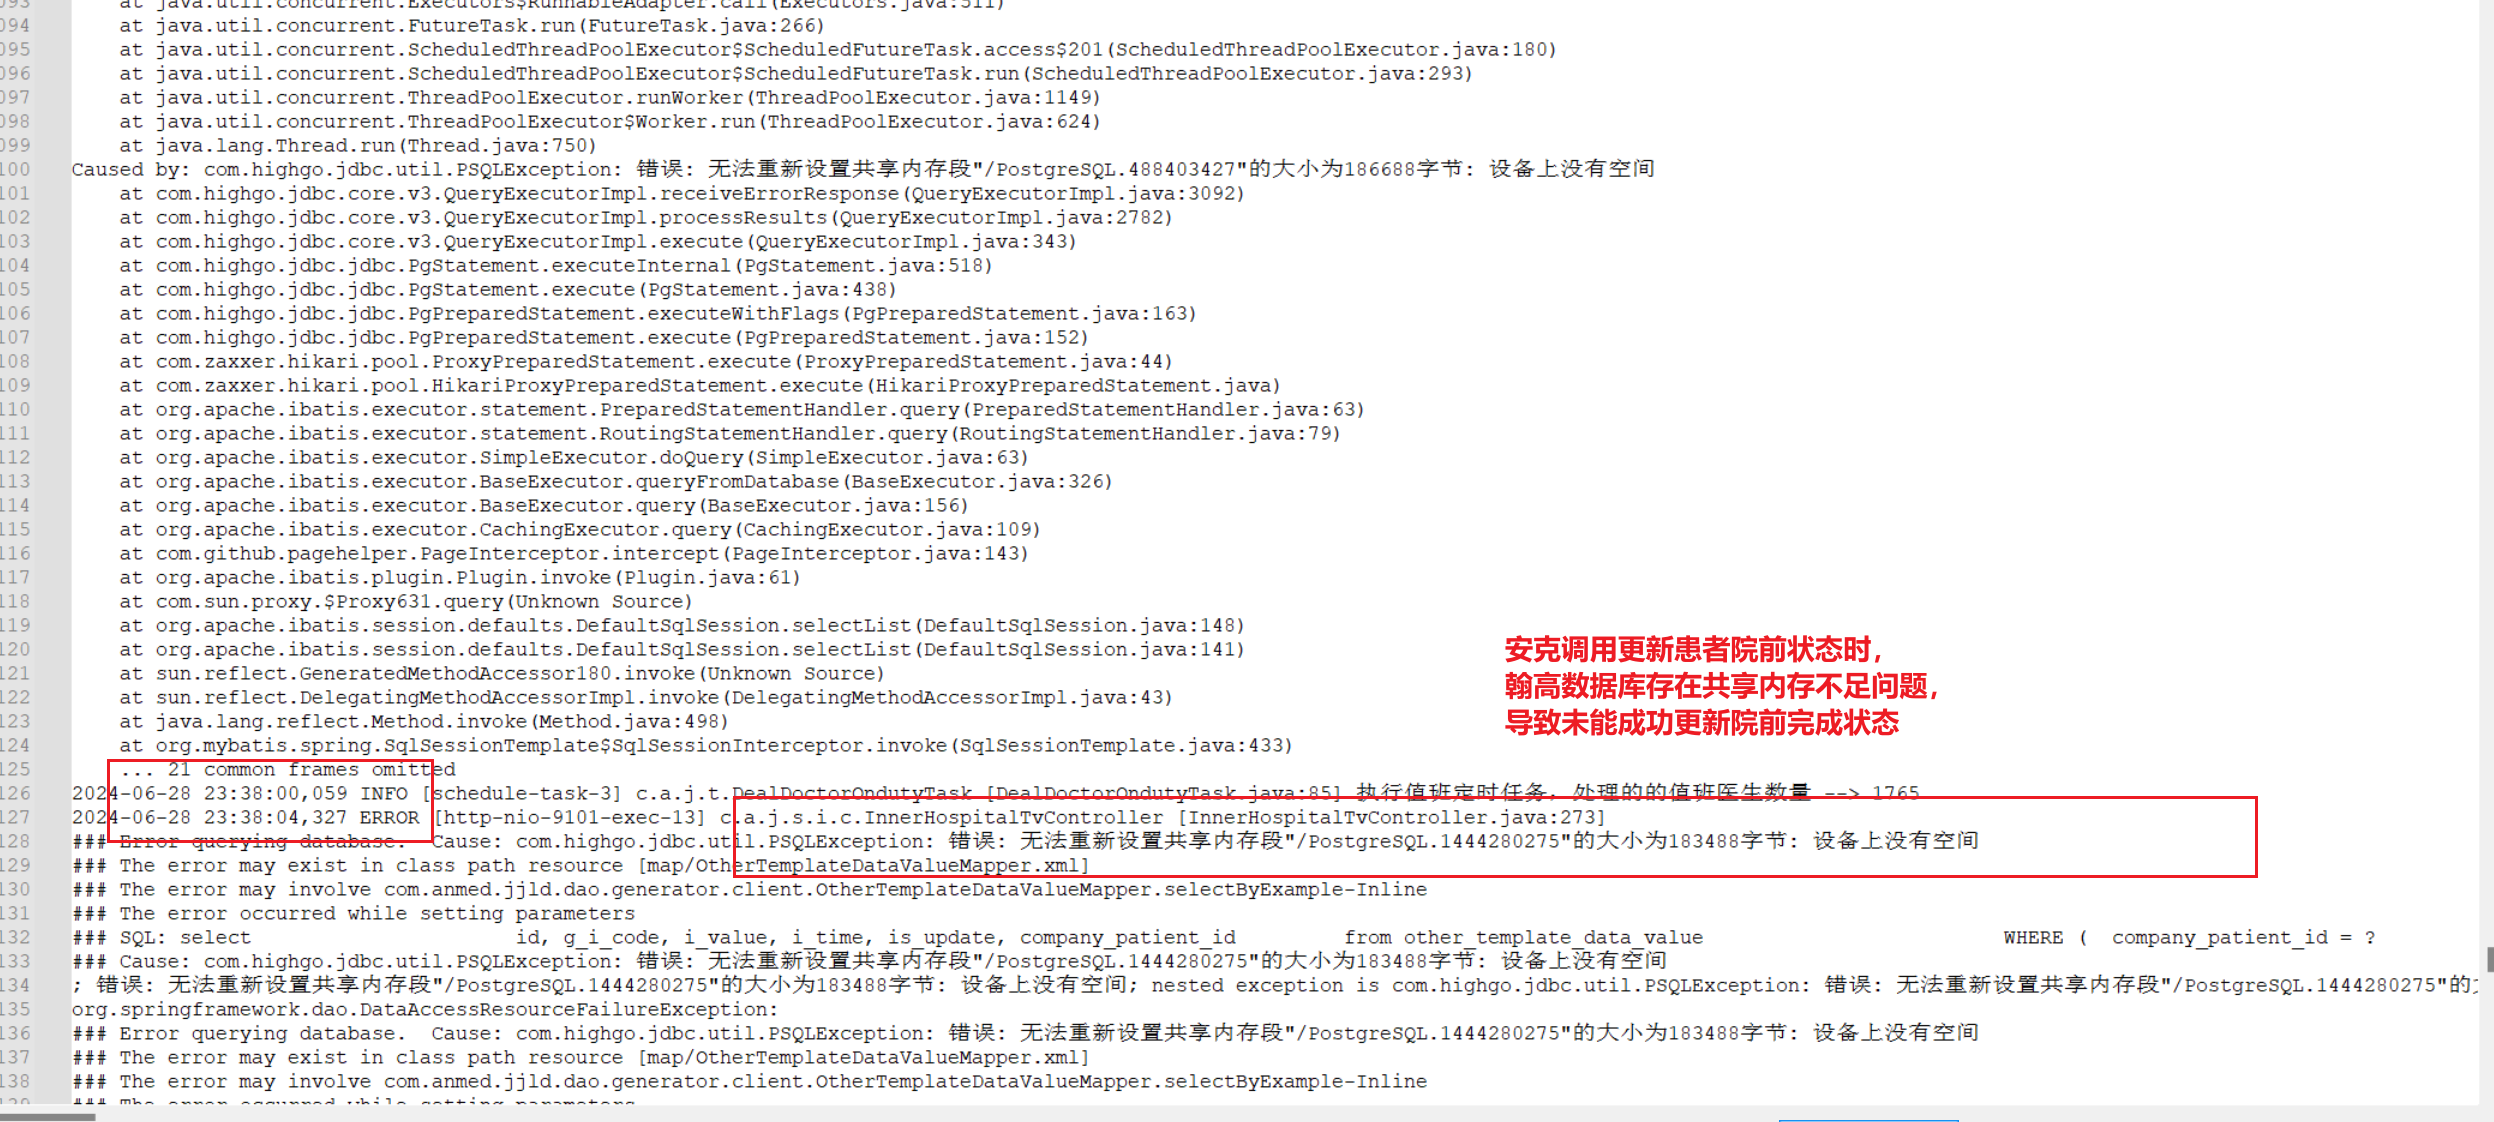 093     at java.util.concurrent.Executors$RunnableAdapter.call(Executors.java:511)
094     at java.util.concurrent.FutureTask.run(FutureTask.java:266)
095     at java.util.concurrent.ScheduledThreadPoolExecutor$ScheduledFutureTask.access$201(ScheduledThreadPoolExecutor.java:180)
096     at java.util.concurrent.ScheduledThreadPoolExecutor$ScheduledFutureTask.run(ScheduledThreadPoolExecutor.java:293)
097     at java.util.concurrent.ThreadPoolExecutor.runWorker(ThreadPoolExecutor.java:1149)
098     at java.util.concurrent.ThreadPoolExecutor$Worker.run(ThreadPoolExecutor.java:624)
099     at java.lang.Thread.run(Thread.java:750)
100 Caused by: com.highgo.jdbc.util.PSQLException: 错误: 无法重新设置共享内存段"/PostgreSQL.488403427"的大小为186688字节: 设备上没有空间
101     at com.highgo.jdbc.core.v3.QueryExecutorImpl.receiveErrorResponse(QueryExecutorImpl.java:3092)
102     at com.highgo.jdbc.core.v3.QueryExecutorImpl.processResults(QueryExecutorImpl.java:2782)
103     at com.highgo.jdbc.core.v3.QueryExecutorImpl.execute(QueryExecutorImpl.java:343)
104     at com.highgo.jdbc.jdbc.PgStatement.executeInternal(PgStatement.java:518)
105     at com.highgo.jdbc.jdbc.PgStatement.execute(PgStatement.java:438)
106     at com.highgo.jdbc.jdbc.PgPreparedStatement.executeWithFlags(PgPreparedStatement.java:163)
107     at com.highgo.jdbc.jdbc.PgPreparedStatement.execute(PgPreparedStatement.java:152)
108     at com.zaxxer.hikari.pool.ProxyPreparedStatement.execute(ProxyPreparedStatement.java:44)
109     at com.zaxxer.hikari.pool.HikariProxyPreparedStatement.execute(HikariProxyPreparedStatement.java)
110     at org.apache.ibatis.executor.statement.PreparedStatementHandler.query(PreparedStatementHandler.java:63)
111     at org.apache.ibatis.executor.statement.RoutingStatementHandler.query(RoutingStatementHandler.java:79)
112     at org.apache.ibatis.executor.SimpleExecutor.doQuery(SimpleExecutor.java:63)
113     at org.apache.ibatis.executor.BaseExecutor.queryFromDatabase(BaseExecutor.java:326)
114     at org.apache.ibatis.executor.BaseExecutor.query(BaseExecutor.java:156)
115     at org.apache.ibatis.executor.CachingExecutor.query(CachingExecutor.java:109)
116     at com.github.pagehelper.PageInterceptor.intercept(PageInterceptor.java:143)
117     at org.apache.ibatis.plugin.Plugin.invoke(Plugin.java:61)
118     at com.sun.proxy.$Proxy631.query(Unknown Source)
119     at org.apache.ibatis.session.defaults.DefaultSqlSession.selectList(DefaultSqlSession.java:148)
120     at org.apache.ibatis.session.defaults.DefaultSqlSession.selectList(DefaultSqlSession.java:141)
121     at sun.reflect.GeneratedMethodAccessor180.invoke(Unknown Source)
122     at sun.reflect.DelegatingMethodAccessorImpl.invoke(DelegatingMethodAccessorImpl.java:43)
123     at java.lang.reflect.Method.invoke(Method.java:498)
124     at org.mybatis.spring.SqlSessionTemplate$SqlSessionInterceptor.invoke(SqlSessionTemplate.java:433)
安克调用更新患者院前状态时，
翰高数据库存在共享内存不足问题，
导致未能成功更新院前完成状态
125     ... 21 common frames omitted
126 2024-06-28 23:38:00,059 INFO [schedule-task-3] c.a.j.t.DealDoctorOndutyTask [DealDoctorOndutyTask.java:85] 执行值班定时任务, 处理的的值班医生数量 --> 1765
127 2024-06-28 23:38:04,327 ERROR [http-nio-9101-exec-13] c.a.j.s.i.c.InnerHospitalTvController [InnerHospitalTvController.java:273]
128 ### Error querying database.  Cause: com.highgo.jdbc.util.PSQLException: 错误: 无法重新设置共享内存段"/PostgreSQL.1444280275"的大小为183488字节: 设备上没有空间
129 ### The error may exist in class path resource [map/OtherTemplateDataValueMapper.xml]
130 ### The error may involve com.anmed.jjld.dao.generator.client.OtherTemplateDataValueMapper.selectByExample-Inline
131 ### The error occurred while setting parameters
132 ### SQL: select                      id, g_i_code, i_value, i_time, is_update, company_patient_id         from other_template_data_value                         WHERE (  company_patient_id = ?
133 ### Cause: com.highgo.jdbc.util.PSQLException: 错误: 无法重新设置共享内存段"/PostgreSQL.1444280275"的大小为183488字节: 设备上没有空间
134 ; 错误: 无法重新设置共享内存段"/PostgreSQL.1444280275"的大小为183488字节: 设备上没有空间; nested exception is com.highgo.jdbc.util.PSQLException: 错误: 无法重新设置共享内存段"/PostgreSQL.1444280275"的
135 org.springframework.dao.DataAccessResourceFailureException:
136 ### Error querying database.  Cause: com.highgo.jdbc.util.PSQLException: 错误: 无法重新设置共享内存段"/PostgreSQL.1444280275"的大小为183488字节: 设备上没有空间
137 ### The error may exist in class path resource [map/OtherTemplateDataValueMapper.xml]
138 ### The error may involve com.anmed.jjld.dao.generator.client.OtherTemplateDataValueMapper.selectByExample-Inline
139 ### The error occurred while setting parameters